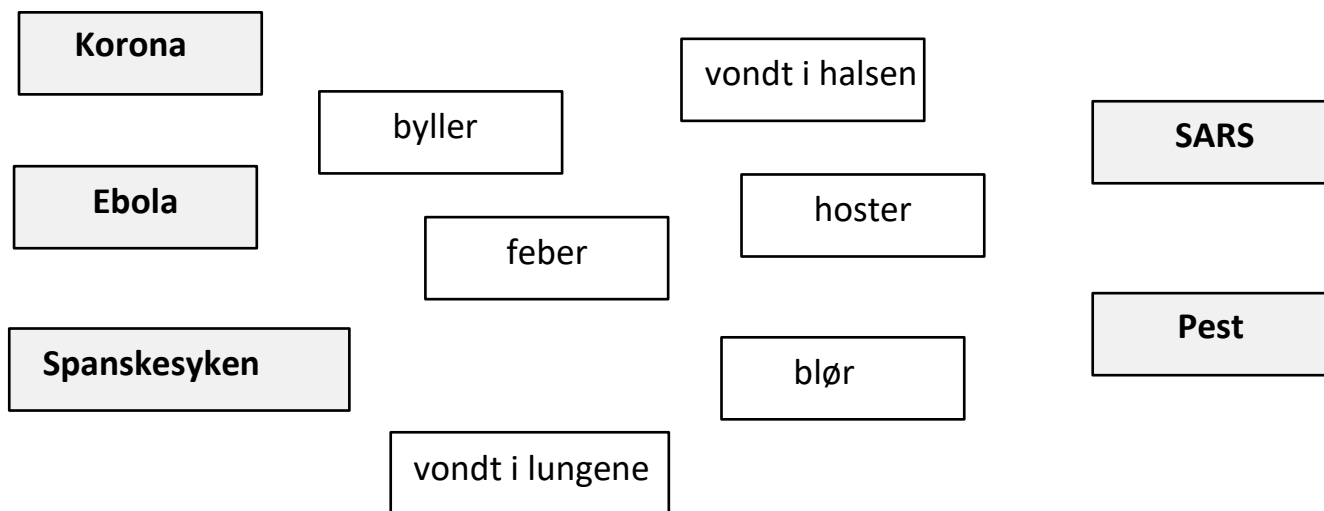 Korona
vondt i halsen
byller
SARS
Ebola
hoster
feber
Pest
Spanskesyken
blør
vondt i lungene